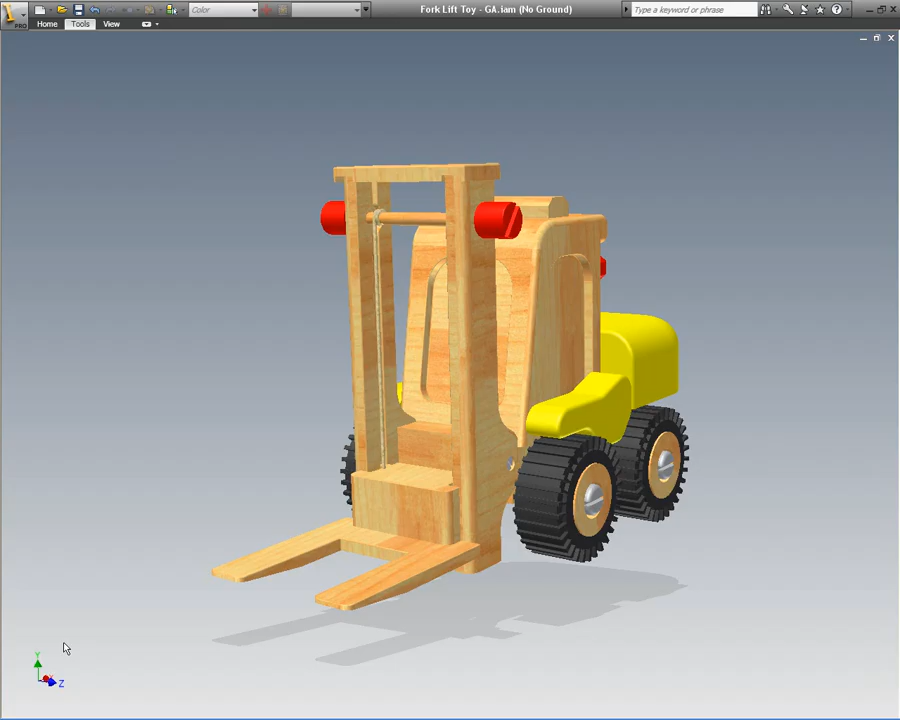 Color
Fork Lift Toy - GA.iam (No Ground)
Type a keyword or phrase
PRO
Home
Tools
View
Y
Z